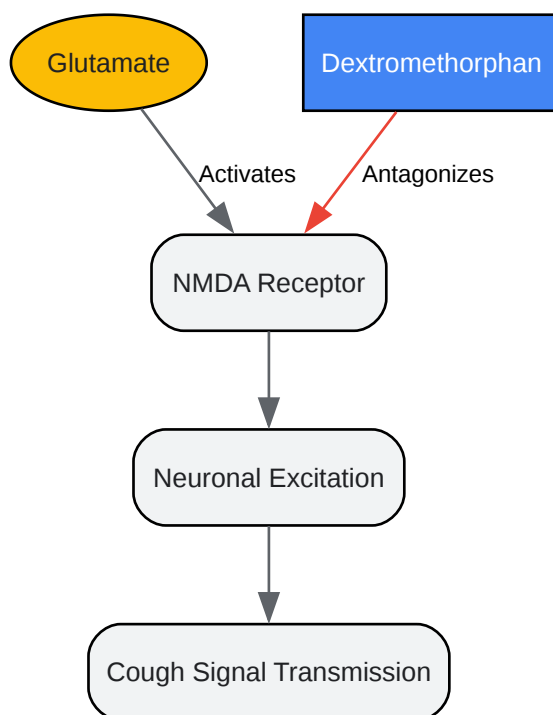 Glutamate
Dextromethorphan
Activates
Antagonizes
NMDA Receptor
Neuronal Excitation
Cough Signal Transmission